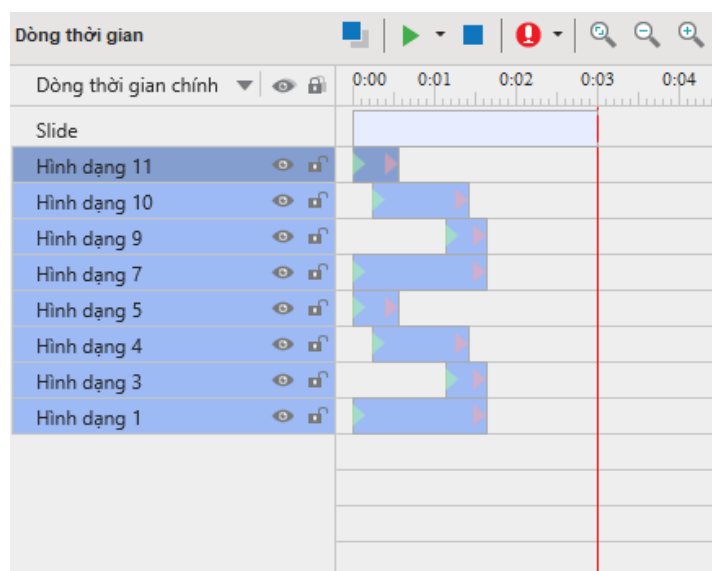 Dòng thời gian
Dòng thời gian chính 0:00 0:01 0:02 0:03 0:04
Slide
Hình dạng 11
Hình dạng 10
Hình dạng 9
Hình dạng 7
Hình dạng 5
Hình dạng 4
Hình dạng 3
Hình dạng 1